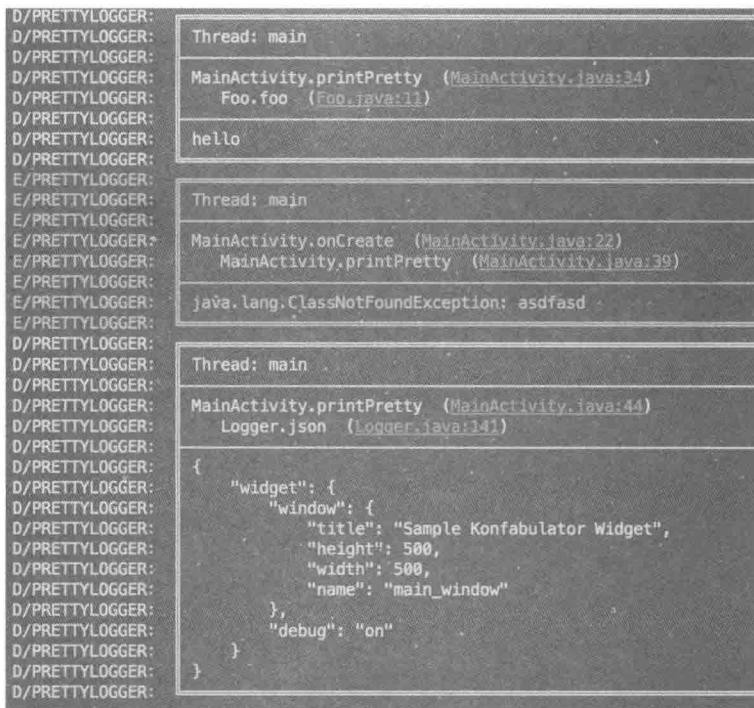 D/PRETTYLOGGER:
D/PRETTYLOGGER: Thread: main
D/PRETTYLOGGER:
D/PRETTYLOGGER: MainActivity.printPretty (MainActivity.java:34)
D/PRETTYLOGGER: Foo.foo (Foo.java:11)
D/PRETTYLOGGER:
D/PRETTYLOGGER: hello
D/PRETTYLOGGER:
E/PRETTYLOGGER:
E/PRETTYLOGGER: Thread: main
E/PRETTYLOGGER:
E/PRETTYLOGGER: MainActivity.onCreate (MainActivity.java:22)
E/PRETTYLOGGER: MainActivity.printPretty (MainActivity.java:39)
E/PRETTYLOGGER:
E/PRETTYLOGGER: java.lang.ClassNotFoundException: asdfasd
E/PRETTYLOGGER:
D/PRETTYLOGGER:
D/PRETTYLOGGER: Thread: main
D/PRETTYLOGGER:
D/PRETTYLOGGER: MainActivity.printPretty (MainActivity.java:44)
D/PRETTYLOGGER: Logger.json (Logger.java:141)
D/PRETTYLOGGER:
D/PRETTYLOGGER: {
D/PRETTYLOGGER: "widget": {
D/PRETTYLOGGER: "window": {
D/PRETTYLOGGER: "title": "Sample Konfabulator Widget",
D/PRETTYLOGGER: "height": 500,
D/PRETTYLOGGER: "width": 500,
D/PRETTYLOGGER: "name": "main_window"
D/PRETTYLOGGER: },
D/PRETTYLOGGER: "debug": "on"
D/PRETTYLOGGER: }
D/PRETTYLOGGER: }
D/PRETTYLOGGER: